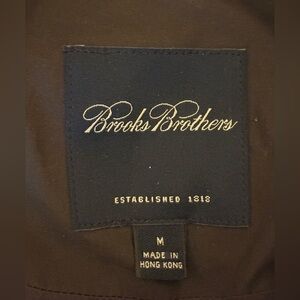 Brooks Brothers
ESTABLISHED 1818
M
MADE IN
HONG KONG